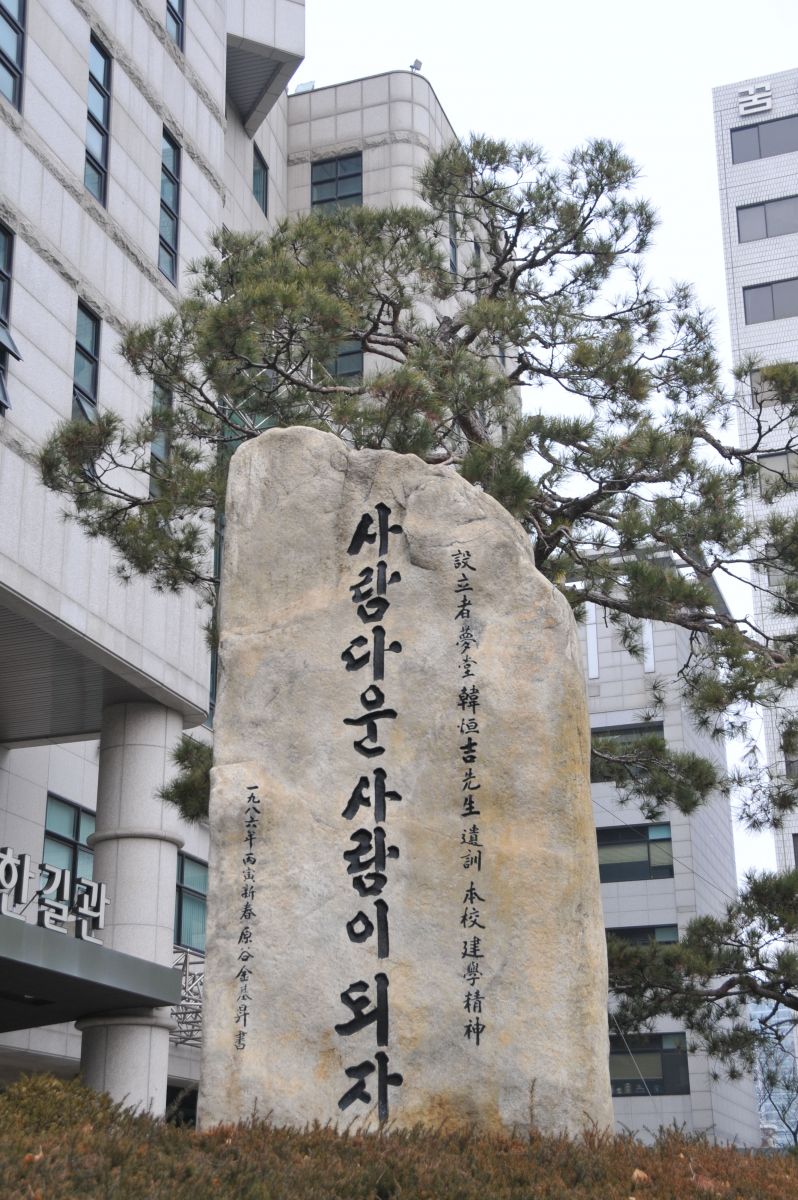 꿈
設立者夢堂韓恒吉先生遺訓 本校建學精神
사람다운 사람이 되자
一九八六年丙寅新春 原谷金基昇書
한길관